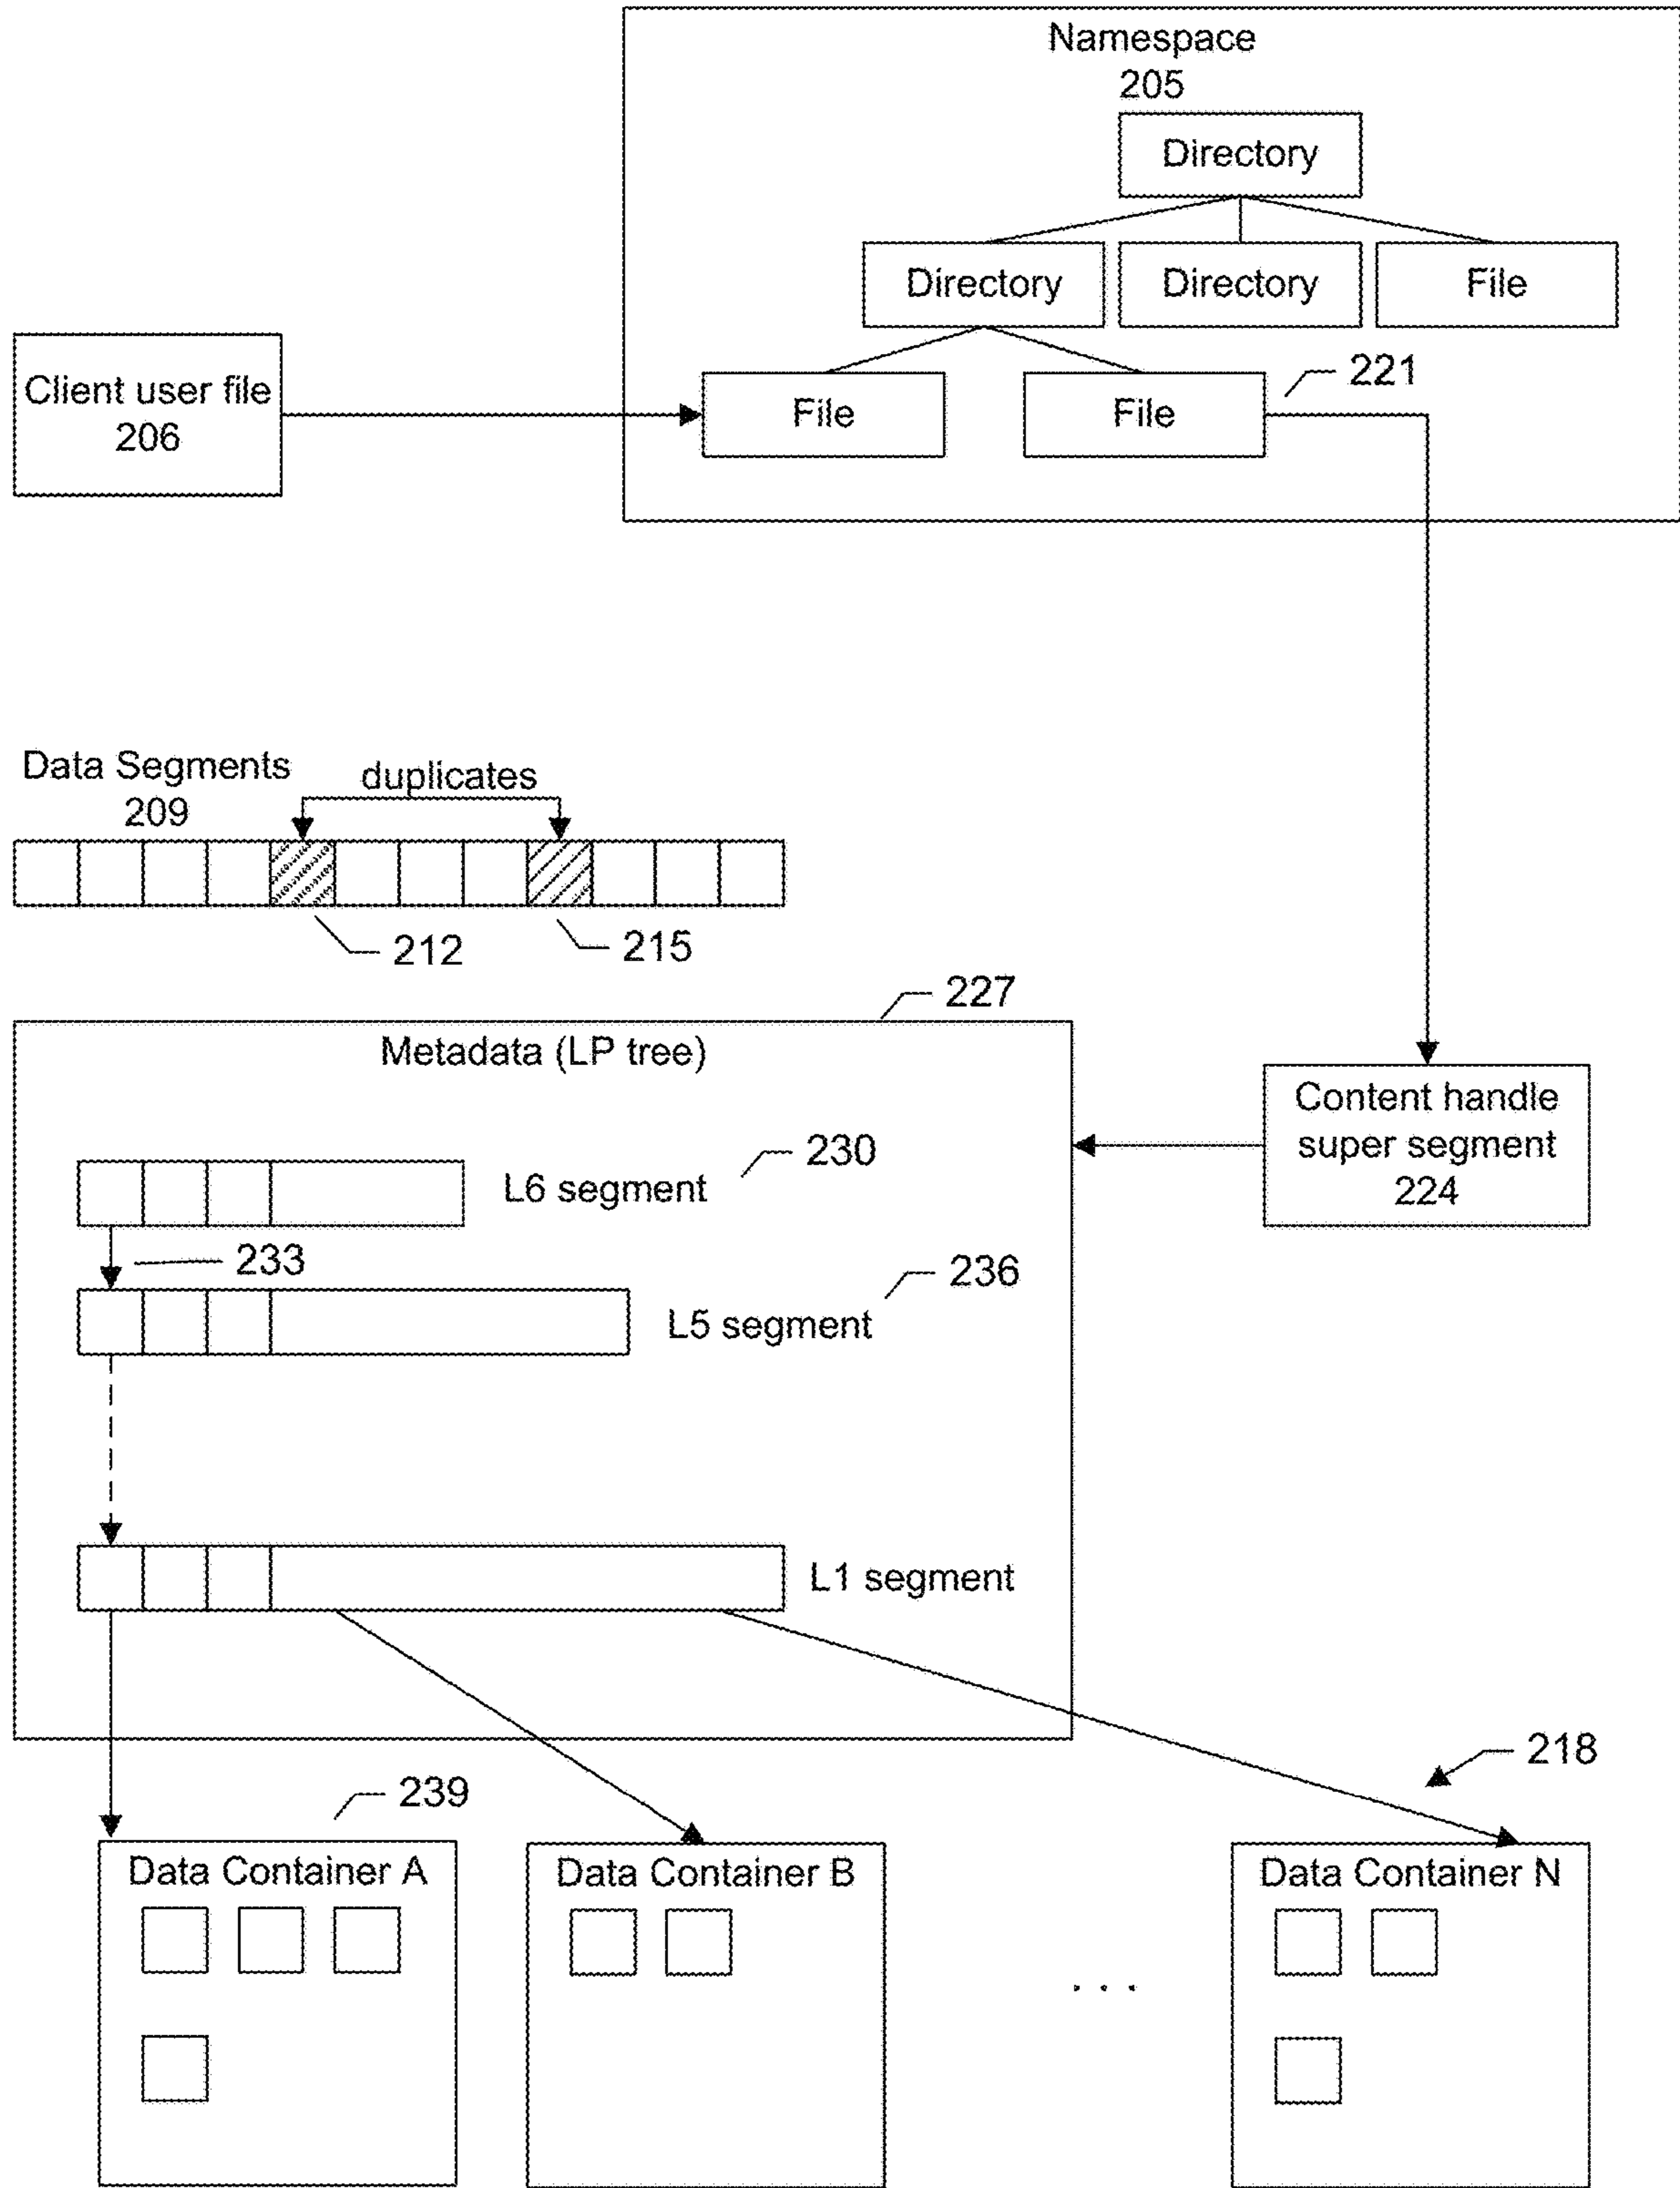 Namespace
205
Directory
Directory
Directory
File
Client user file
206
File
File
221
Data Segments
209
duplicates
212
215
227
Metadata (LP tree)
Content handle
super segment
224
230
L6 segment
233
236
L5 segment
L1 segment
218
239
Data Container A
Data Container B
Data Container N
. . .